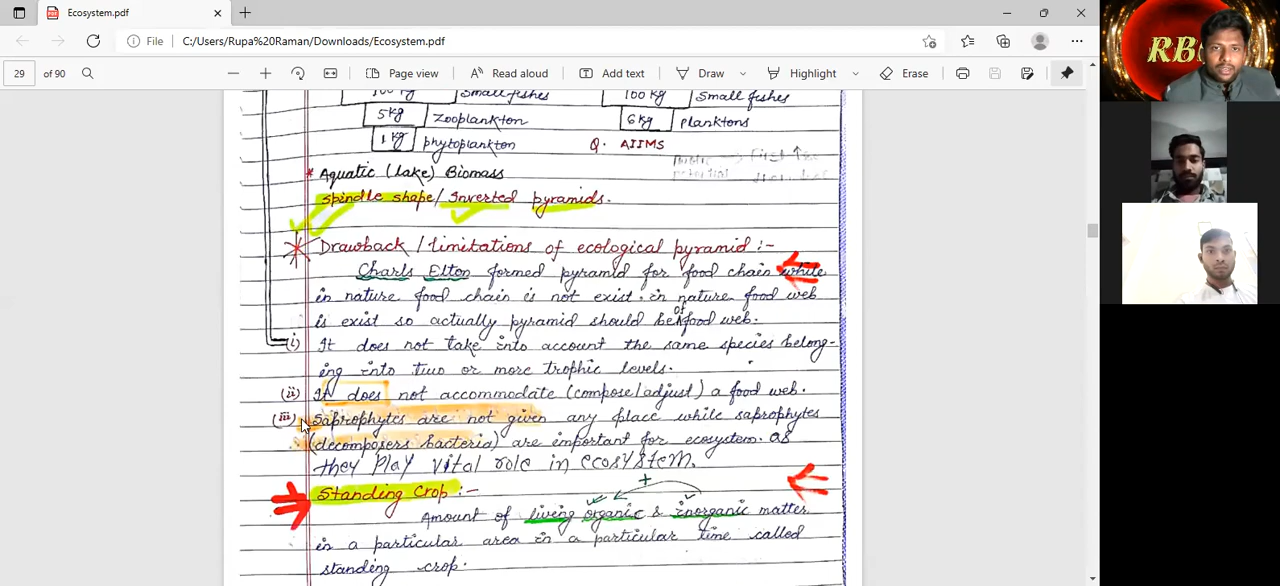 Ecosystem.pdf
File C:/Users/Rupa%20Raman/Downloads/Ecosystem.pdf
29 of 90 Page view Read aloud Add text Draw Highlight Erase
RB
100 kg Small fishes 100 kg Small fishes
5kg Zooplankton 6kg planktons
1 kg phytoplankton Q. AIIMS
* Aquatic (lake) Biomass
Spindle shape/Inverted pyramids.
Drawback / limitations of ecological pyramid :-
Charls Elton formed pyramid for food chain while
in nature food chain is not exist. in nature food web
is exist so actually pyramid should be of food web.
(i) It does not take into account the same species belong-
ing into two or more trophic levels.
(ii) It does not accommodate (compose/adjust) a food web.
(iii) Saprophytes are not given any place while saprophytes
(decomposers bacteria) are important for ecosystem. as
they play vital role in ecosystem.
Standing Crop :-
+
Amount of living organic & inorganic matter
in a particular area in a particular time called
standing crop.